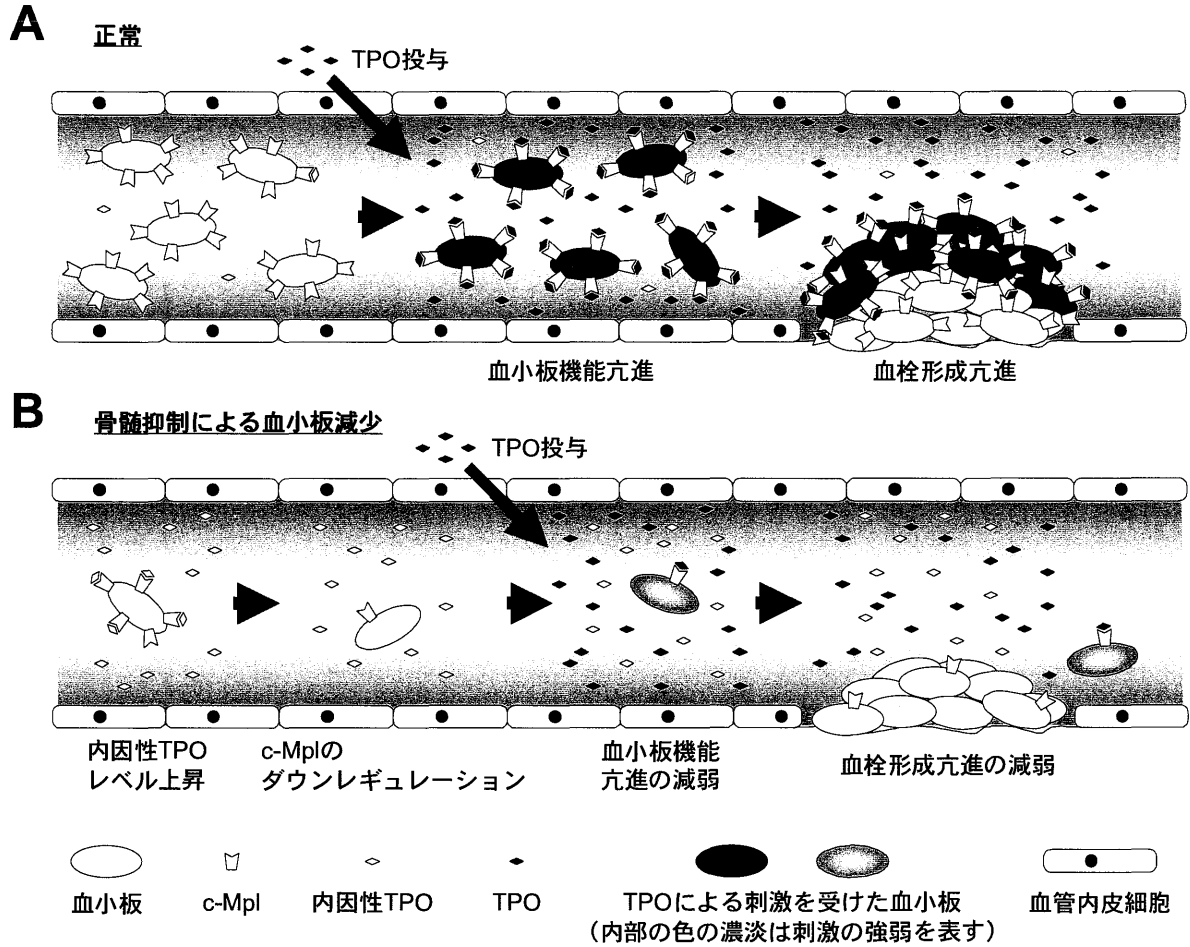 A
正常
TPO投与
血小板機能亢進
血栓形成亢進
B
骨髄抑制による血小板減少
TPO投与
内因性TPO
レベル上昇
c-Mplの
ダウンレギュレーション
血小板機能
亢進の減弱
血栓形成亢進の減弱
血小板
c-Mpl
内因性TPO
TPO
TPOによる刺激を受けた血小板
（内部の色の濃淡は刺激の強弱を表す）
血管内皮細胞